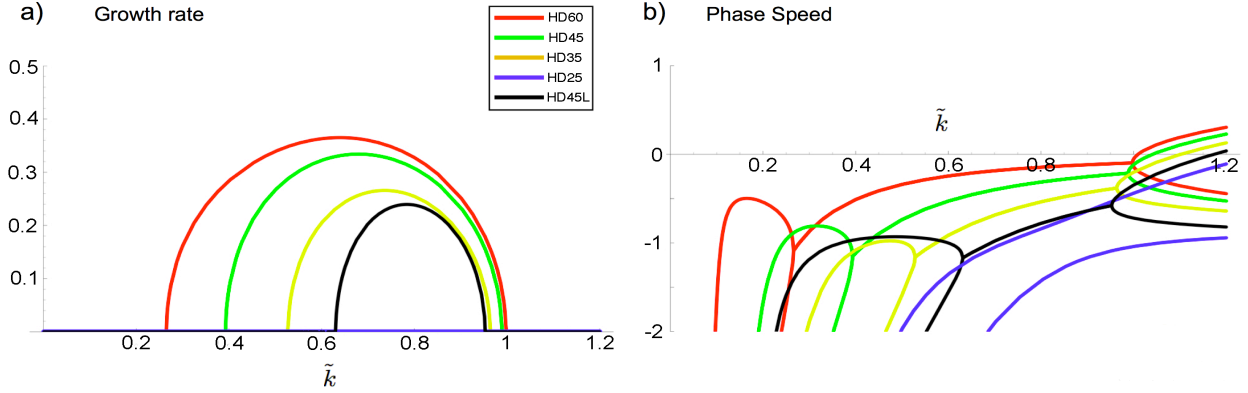 a) Growth rate
HD60
HD45
HD35
HD25
HD45L
0.5
0.4
0.3
0.2
0.1
0.2 0.4 0.6 0.8 1 1.2
k̃
b) Phase Speed
1
0
-1
-2
k̃
0.2 0.4 0.6 0.8 1.2